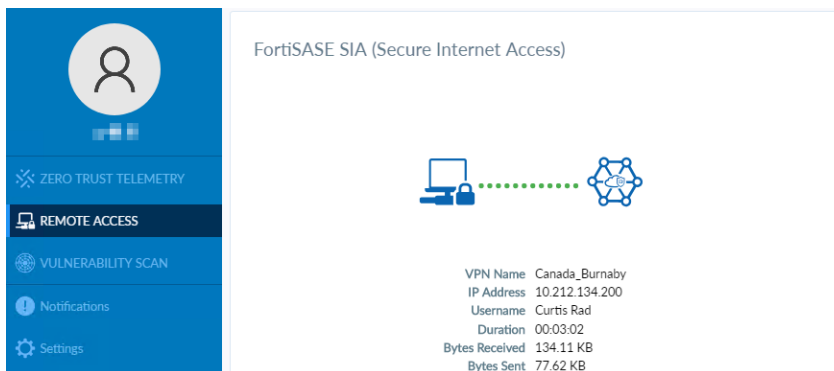 FortiSASE SIA (Secure Internet Access)
ZERO TRUST TELEMETRY
REMOTE ACCESS
VULNERABILITY SCAN
Notifications
Settings
VPN Name Canada_Burnaby
IP Address 10.212.134.200
Username Curtis Rad
Duration 00:03:02
Bytes Received 134.11 KB
Bytes Sent 77.62 KB